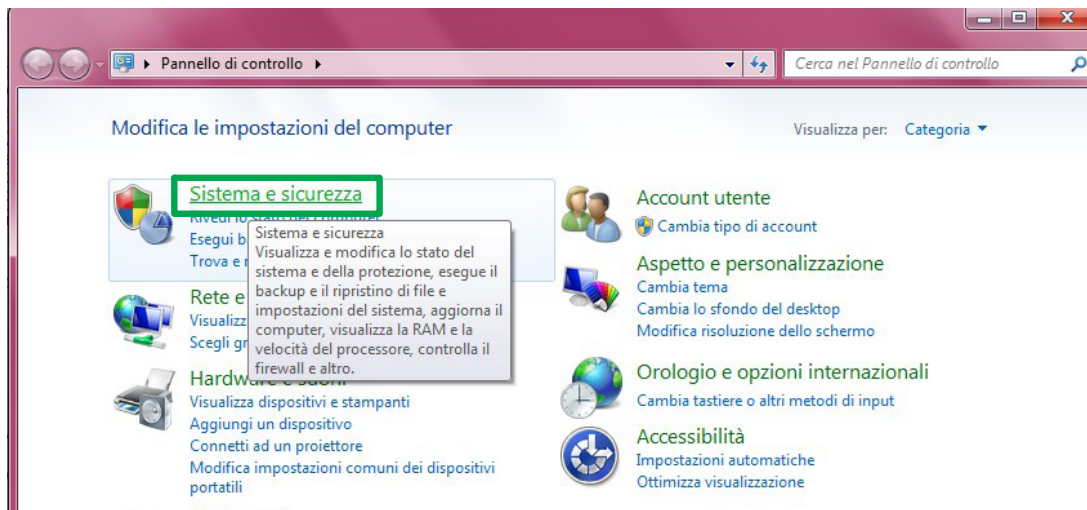 Pannello di controllo
Cerca nel Pannello di controllo
Modifica le impostazioni del computer
Visualizza per: Categoria
Sistema e sicurezza
Esegui
Trova e
Sistema e sicurezza
Visualizza e modifica lo stato del
sistema e della protezione, esegue il
backup e il ripristino di file e
impostazioni del sistema, aggiorna il
computer, visualizza la RAM e la
velocità del processore, controlla il
firewall e altro.
Rete e
Scegli
Hardware e suoni
Visualizza dispositivi e stampanti
Aggiungi un dispositivo
Connetti ad un proiettore
Modifica impostazioni comuni dei dispositivi
portatili
Account utente
Cambia tipo di account
Aspetto e personalizzazione
Cambia tema
Cambia lo sfondo del desktop
Modifica risoluzione dello schermo
Orologio e opzioni internazionali
Cambia tastiere o altri metodi di input
Accessibilità
Impostazioni automatiche
Ottimizza visualizzazione